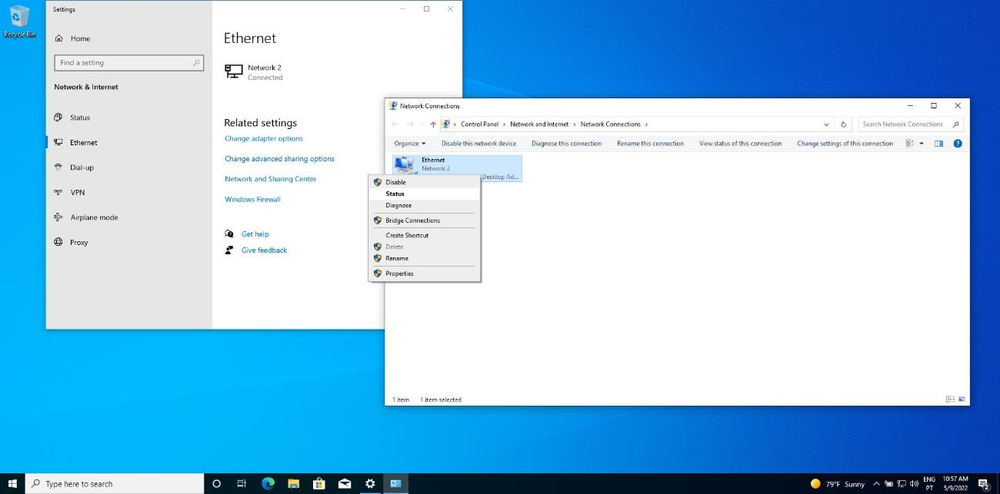 Recycle Bin
Settings
Home
Find a setting
Network & Internet
Status
Ethernet
Dial-up
VPN
Airplane mode
Proxy
Ethernet
Network 2
Connected
Related settings
Change adapter options
Change advanced sharing options
Network and Sharing Center
Windows Firewall
Get help
Give feedback
Network Connections
Control Panel > Network and Internet > Network Connections >
Search Network Connections
Organize Disable this network device Diagnose this connection Rename this connection View status of this connection Change settings of this connection
Ethernet
Network 2
Desktop Ad...
Disable
Status
Diagnose
Bridge Connections
Create Shortcut
Delete
Rename
Properties
1 item 1 item selected
Type here to search
79°F Sunny
ENG
PT
10:57 AM
5/9/2022
2